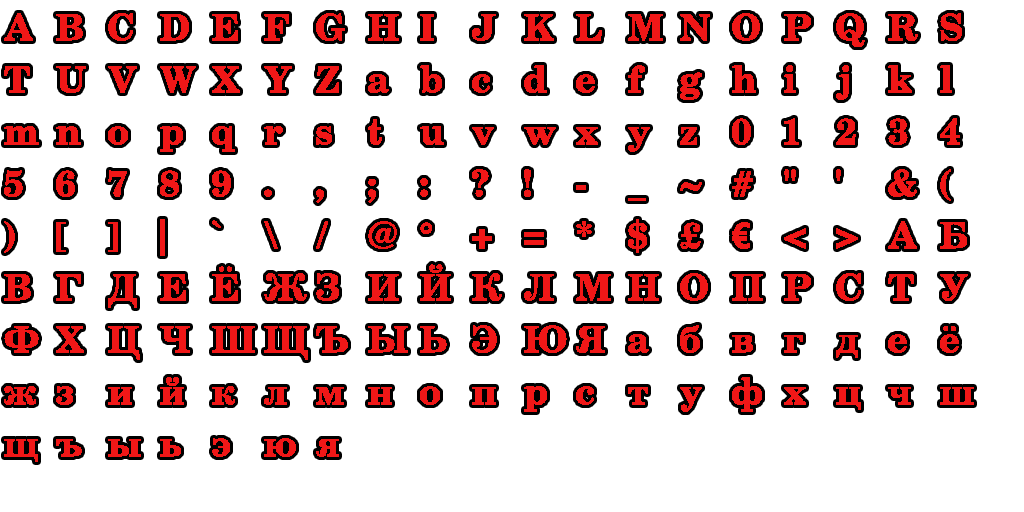 A B C D E F G H I J K L M N O P Q R S
T U V W X Y Z a b c d e f g h i j k l
m n o p q r s t u v w x y z 0 1 2 3 4
5 6 7 8 9 . , ; : ? ! - _ ~ # " ' & (
) [ ] | ` \ / @ ° + = * $ £ € < > А Б
В Г Д Е Ё Ж З И Й К Л М Н О П Р С Т У
Ф Х Ц Ч Ш Щ Ъ Ы Ь Э Ю Я а б в г д е ё
ж з и й к л м н о п р с т у ф х ц ч ш
щ ъ ы ь э ю я